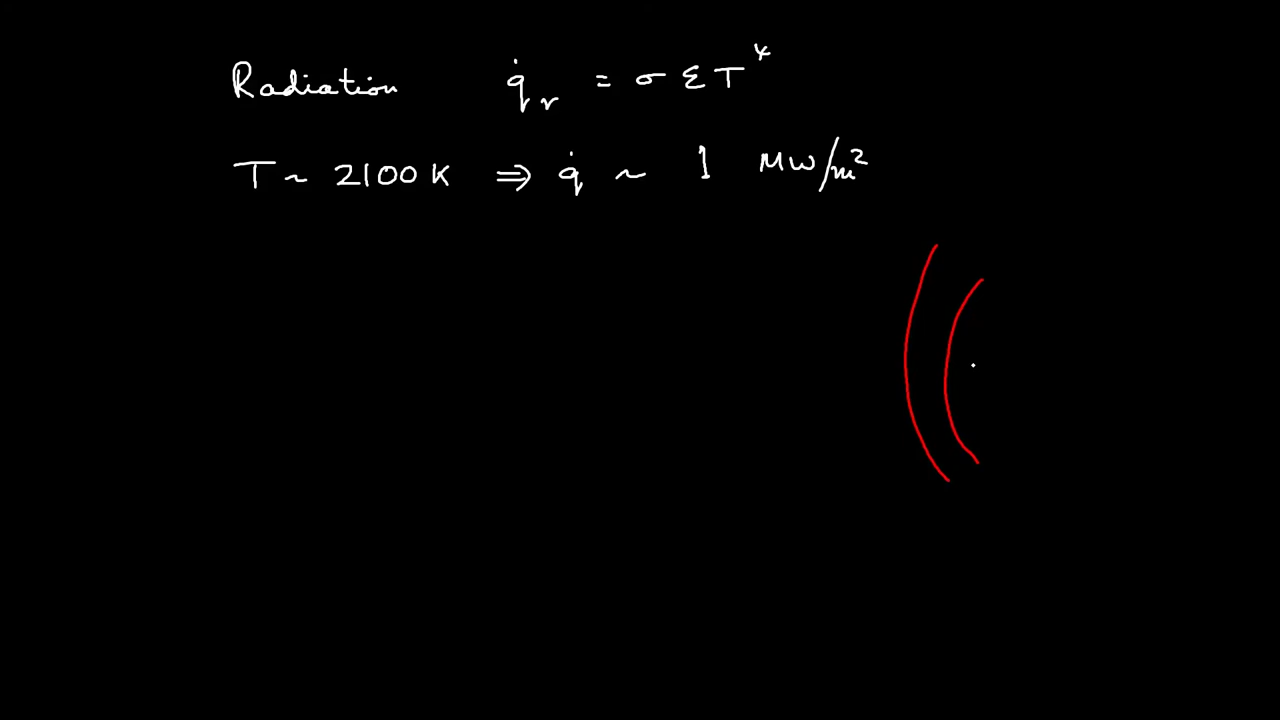 Radiation q̇ᵣ = σ ε T⁴
T ~ 2100 K ⇒ q̇ ~ 1 MW/m²